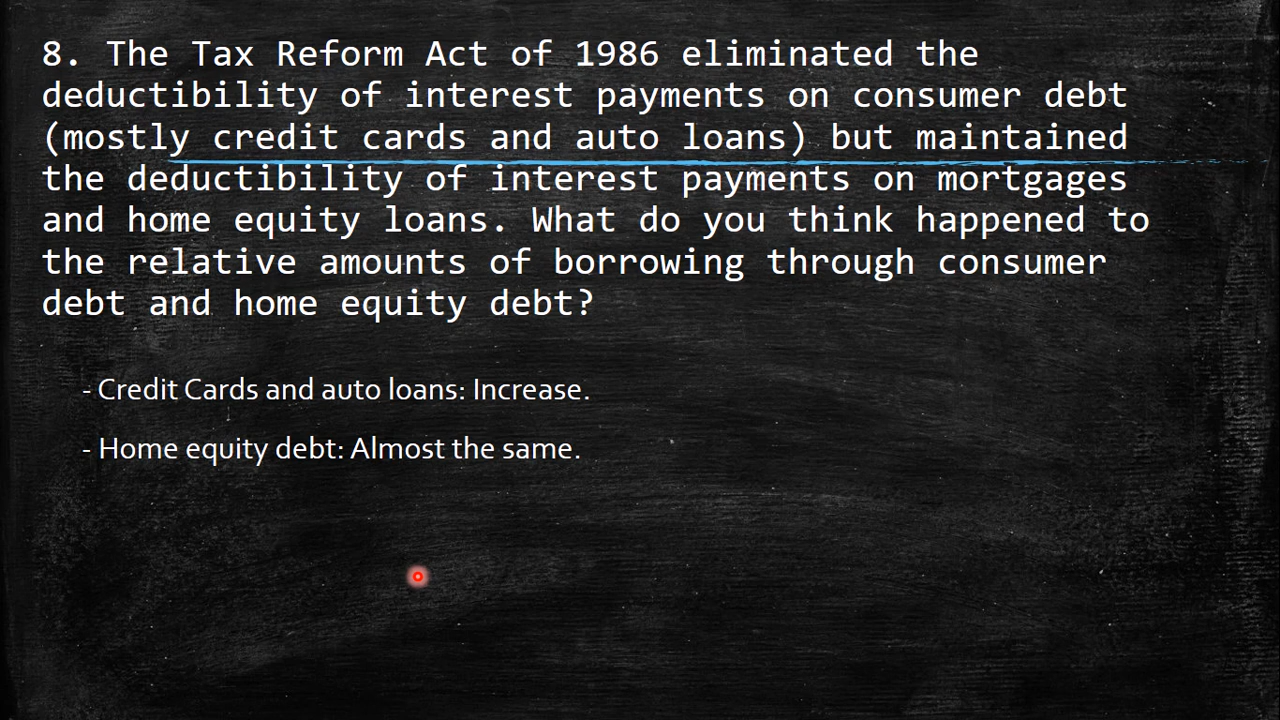 8. The Tax Reform Act of 1986 eliminated the
deductibility of interest payments on consumer debt
(mostly credit cards and auto loans) but maintained
the deductibility of interest payments on mortgages
and home equity loans. What do you think happened to
the relative amounts of borrowing through consumer
debt and home equity debt?
- Credit Cards and auto loans: Increase.
- Home equity debt: Almost the same.